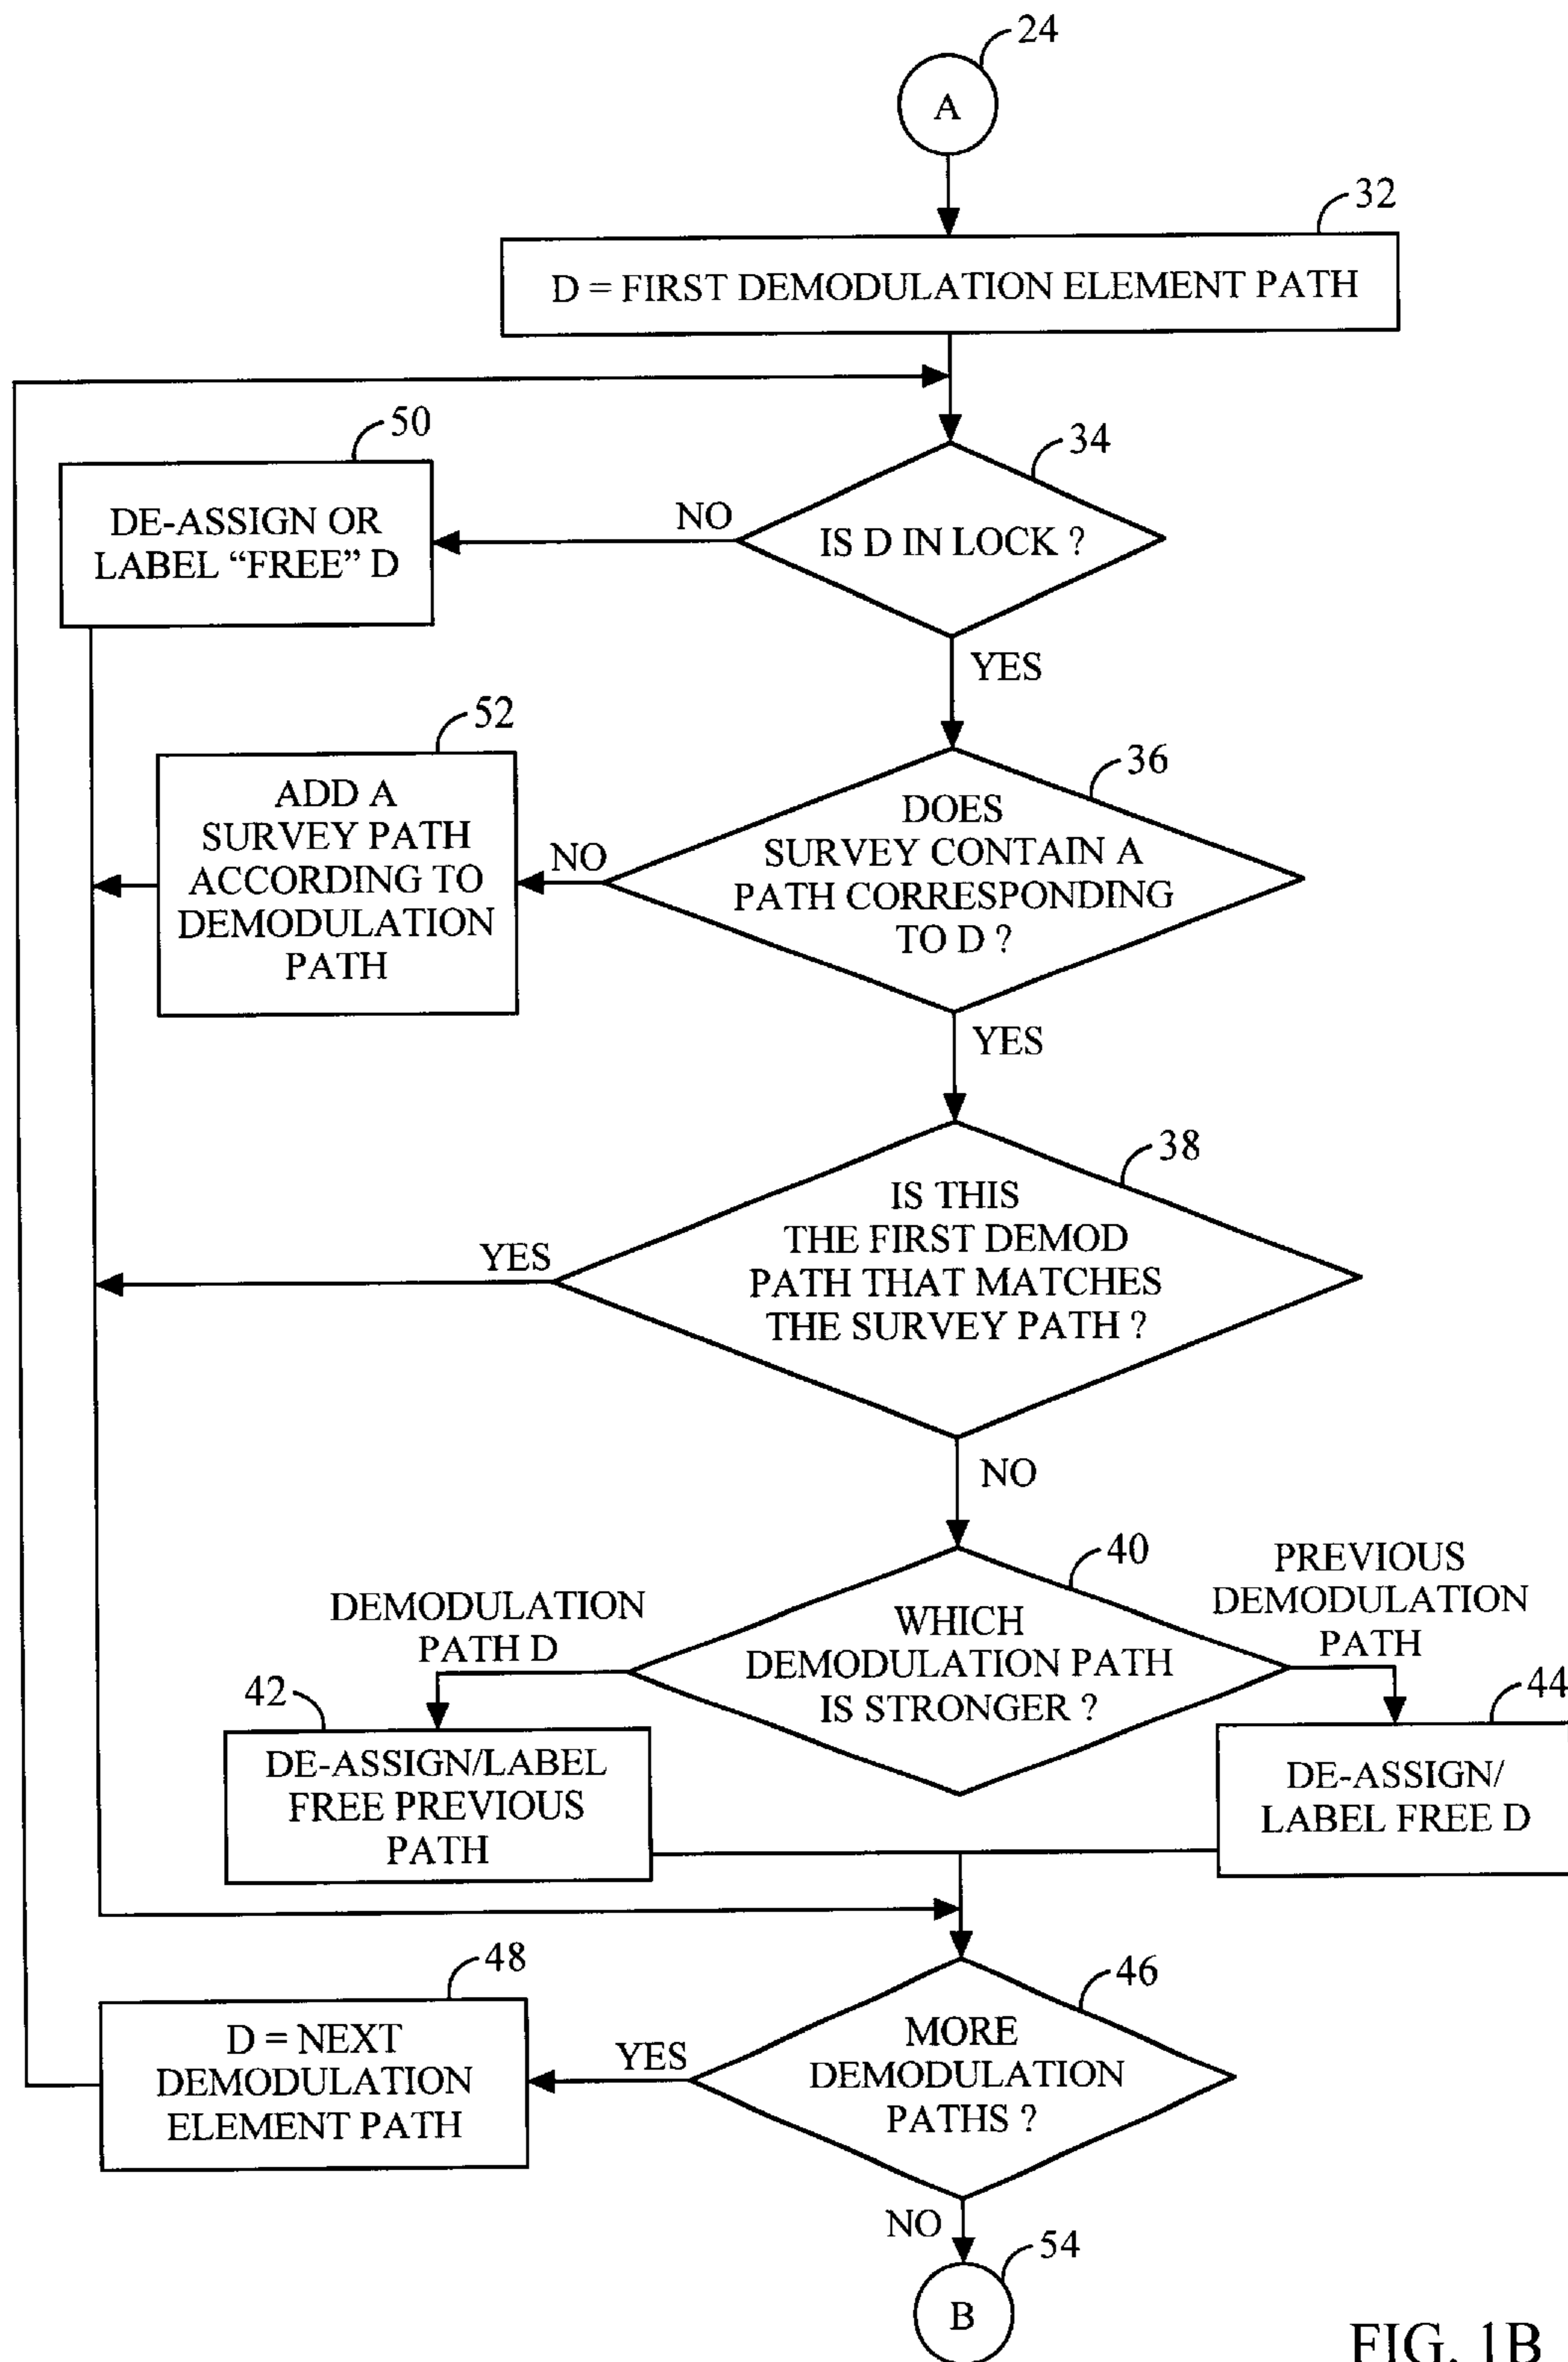 24
A
32
D = FIRST DEMODULATION ELEMENT PATH
50
34
DE-ASSIGN OR
LABEL “FREE” D
NO
IS D IN LOCK ?
YES
52
36
ADD A
SURVEY PATH
ACCORDING TO
DEMODULATION
PATH
NO
DOES
SURVEY CONTAIN A
PATH CORRESPONDING
TO D ?
YES
38
YES
IS THIS
THE FIRST DEMOD
PATH THAT MATCHES
THE SURVEY PATH ?
NO
40
DEMODULATION
PATH D
WHICH
DEMODULATION PATH
IS STRONGER ?
PREVIOUS
DEMODULATION
PATH
42
44
DE-ASSIGN/LABEL
FREE PREVIOUS
PATH
DE-ASSIGN/
LABEL FREE D
48
46
D = NEXT
DEMODULATION
ELEMENT PATH
YES
MORE
DEMODULATION
PATHS ?
NO
54
B
FIG. 1B